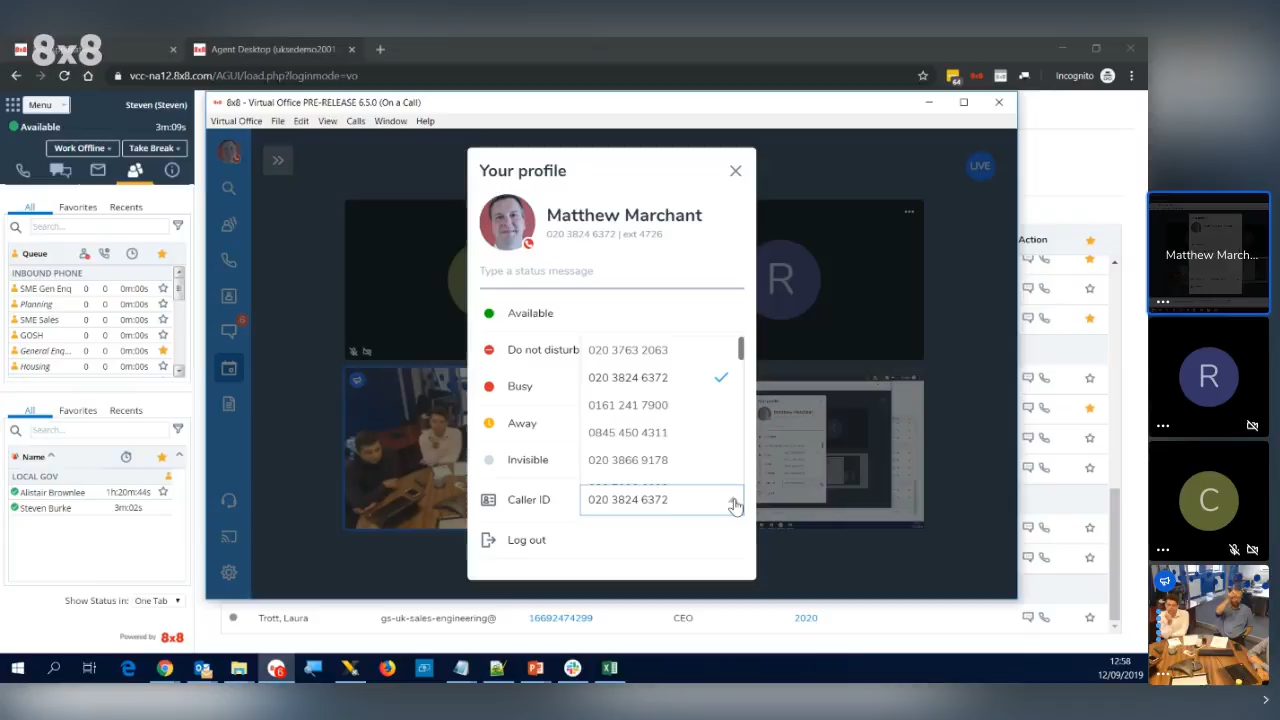 8x8
Agent Desktop (uksedemo2001
vcc-na12.8x8.com/AGUI/load.php?loginmode=vo
64
Incognito
Menu
Steven (Steven)
Available
3m:09s
Work Offline
Take Break
All
Favorites
Recents
Search...
Queue
INBOUND PHONE
SME Gen Enq 0 0 0m:00s
Planning 0 0 0m:00s
SME Sales 0 0 0m:00s
GOSH 0 0 0m:00s
General Enq... 0 0 0m:00s
Housing 0 0 0m:00s
All
Favorites
Recents
Search...
Name
LOCAL GOV
Alistair Brownlee 1h:20m:44s
Steven Burke 3m:02s
Show Status in: One Tab
Powered by 8x8
8x8 - Virtual Office PRE-RELEASE 6.5.0 (On a Call)
Virtual Office File Edit View Calls Window Help
LIVE
Your profile
Matthew Marchant
020 3824 6372 | ext 4726
Type a status message
Available
Do not disturb
Busy
Away
Invisible
020 3763 2063
020 3824 6372
0161 241 7900
0845 450 4311
020 3866 9178
Caller ID
020 3824 6372
Log out
R
Action
Trott, Laura gs-uk-sales-engineering@ 16692474299 CEO 2020
Matthew March...
R
C
12:58
12/09/2019